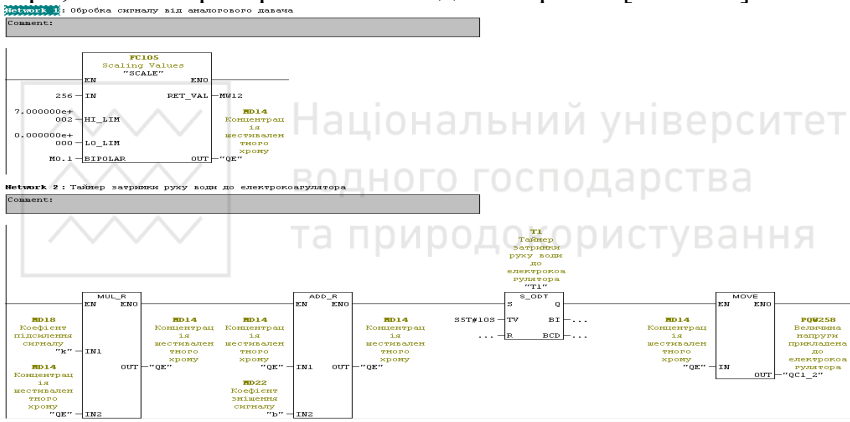 Network 1: Обробка сигналу від аналогового давача
Comment:
FC105
Scaling Values
"SCALE"
EN ENO
256 IN RET_VAL MW12
7.000000e+
002 HI_LIM
0.000000e+
000 LO_LIM
M0.1 BIPOLAR OUT "QE"
MD14
Концентрац
ія
шестивален
тного
хрому
Національний університет
водного господарства
та природокористування
Network 2: Таймер затримки руху води до електрокоагулятора
Comment:
MUL_R
EN ENO
MD18
Коефіцієнт
підсилення
сигналу
"k" IN1
MD14
Концентрац
ія
шестивален
тного
хрому
"QE" IN2
MD14
Концентрац
ія
шестивален
тного
хрому
OUT "QE"
ADD_R
EN ENO
MD14
Концентрац
ія
шестивален
тного
хрому
"QE" IN1
MD22
Коефіцієнт
зміщення
сигналу
"b" IN2
MD14
Концентрац
ія
шестивален
тного
хрому
OUT "QE"
T1
Таймер
затримки
руху води
до
електрокоа
гулятора
"T1"
S_ODT
S Q
S5T#10S TV BI ...
... R BCD ...
MOVE
EN ENO
MD14
Концентрац
ія
шестивален
тного
хрому
"QE" IN
PQW258
Величина
напруги
прикладена
до
електрокоа
гулятора
OUT "QC1_2"